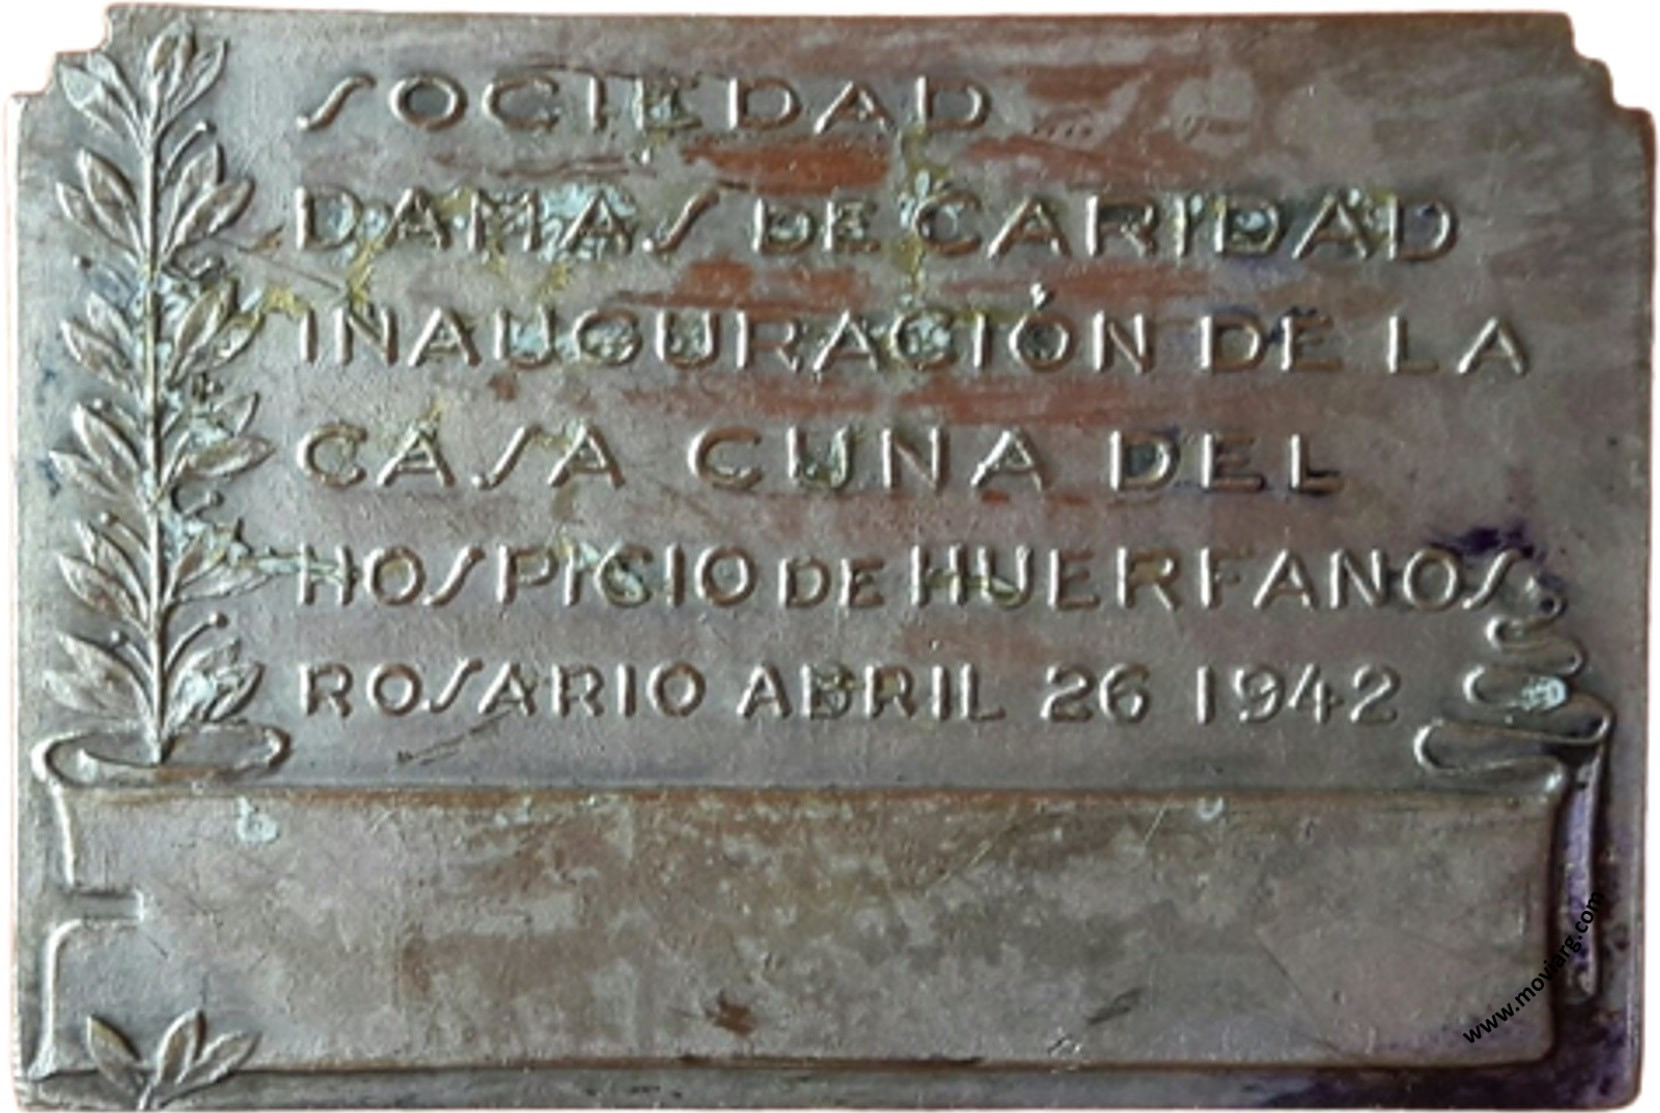 SOCIEDAD
DAMAS DE CARIDAD
INAUGURACIÓN DE LA
CASA CUNA DEL
HOSPICIO DE HUERFANOS
ROSARIO ABRIL 26 1942
www.moviarg.com